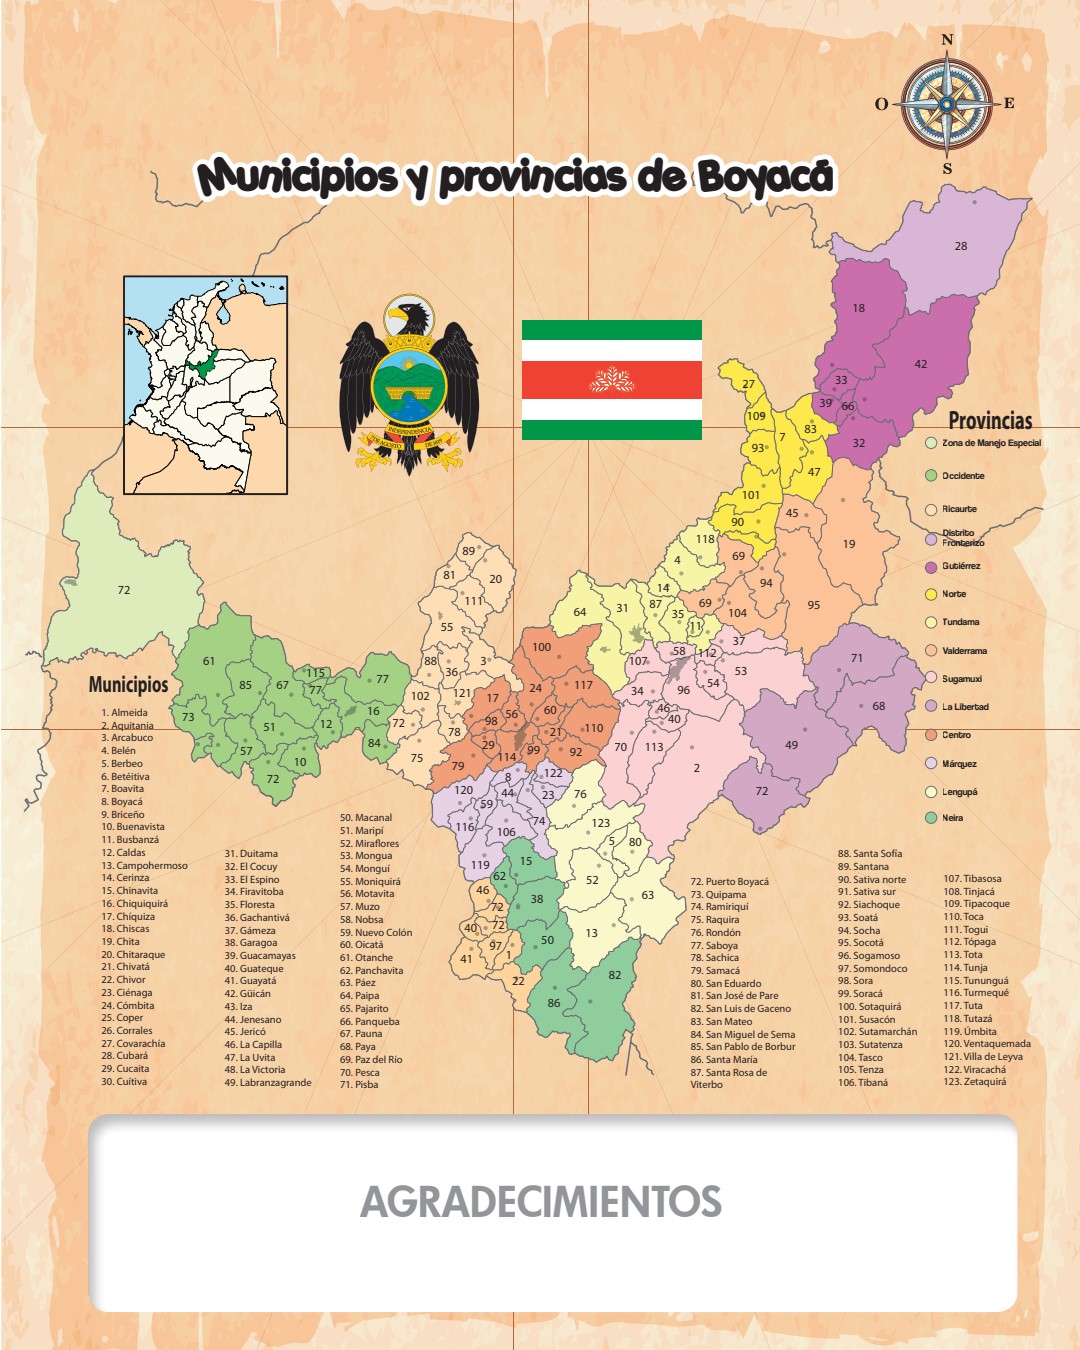 N
O
E
S
Municipios y provincias de Boyacá
INDEPENDENCIA
7 DE AGOSTO DE 1819
Provincias
Zona de Manejo Especial
Occidente
Ricaurte
Distrito
Fronterizo
Gutiérrez
Norte
Tundama
Valderrama
Sugamuxi
La Libertad
Centro
Márquez
Lengupá
Neira
28
18
42
33
39
66
32
27
109
7
83
93
47
101
90
45
19
118
4
69
94
95
14
64
31
87
35
69
104
11
37
58
112
107
53
54
34
96
46
40
70
113
2
71
68
49
72
72
89
81
20
111
55
88
36
3
102
121
72
78
75
100
24
117
17
98
56
60
21
110
29
99
92
114
79
61
85
67
115
77
77
73
51
12
16
57
10
84
72
8
122
120
44
23
59
116
106
74
119
76
123
5
80
52
63
13
15
62
38
50
82
86
46
72
40
72
41
97
1
22
Municipios
1. Almeida
2. Aquitania
3. Arcabuco
4. Belén
5. Berbeo
6. Betéitiva
7. Boavita
8. Boyacá
9. Briceño
10. Buenavista
11. Busbanzá
12. Caldas
13. Campohermoso
14. Cerinza
15. Chinavita
16. Chiquiquirá
17. Chíquiza
18. Chiscas
19. Chita
20. Chitaraque
21. Chivatá
22. Chivor
23. Ciénaga
24. Cómbita
25. Coper
26. Corrales
27. Covarachía
28. Cubará
29. Cucaita
30. Cuítiva
31. Duitama
32. El Cocuy
33. El Espino
34. Firavitoba
35. Floresta
36. Gachantivá
37. Gámeza
38. Garagoa
39. Guacamayas
40. Guateque
41. Guayatá
42. Güicán
43. Iza
44. Jenesano
45. Jericó
46. La Capilla
47. La Uvita
48. La Victoria
49. Labranzagrande
50. Macanal
51. Maripí
52. Miraflores
53. Mongua
54. Monguí
55. Moniquirá
56. Motavita
57. Muzo
58. Nobsa
59. Nuevo Colón
60. Oicatá
61. Otanche
62. Panchavita
63. Páez
64. Paipa
65. Pajarito
66. Panqueba
67. Pauna
68. Paya
69. Paz del Río
70. Pesca
71. Pisba
72. Puerto Boyacá
73. Quipama
74. Ramiriquí
75. Raquira
76. Rondón
77. Saboya
78. Sachica
79. Samacá
80. San Eduardo
81. San José de Pare
82. San Luis de Gaceno
83. San Mateo
84. San Miguel de Sema
85. San Pablo de Borbur
86. Santa María
87. Santa Rosa de
Viterbo
88. Santa Sofía
89. Santana
90. Sativa norte
91. Sativa sur
92. Siachoque
93. Soatá
94. Socha
95. Socotá
96. Sogamoso
97. Somondoco
98. Sora
99. Soracá
100. Sotaquirá
101. Susacón
102. Sutamarchán
103. Sutatenza
104. Tasco
105. Tenza
106. Tibaná
107. Tibasosa
108. Tinjacá
109. Tipacoque
110. Toca
111. Togui
112. Tópaga
113. Tota
114. Tunja
115. Tununguá
116. Turmequé
117. Tuta
118. Tutazá
119. Úmbita
120. Ventaquemada
121. Villa de Leyva
122. Viracachá
123. Zetaquirá
AGRADECIMIENTOS